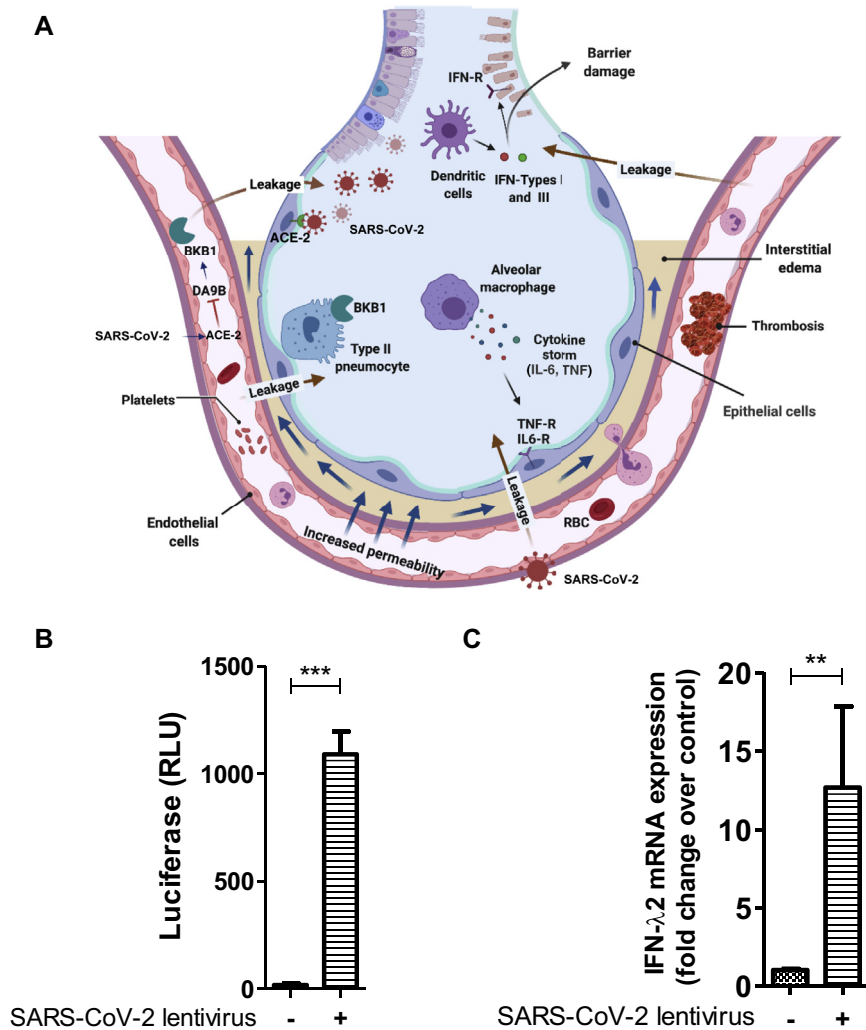 A
IFN-R
Barrier
damage
Leakage
Dendritic
cells
IFN-Types I
and III
Leakage
BKB1
ACE-2
SARS-CoV-2
DA9B
SARS-CoV-2
ACE-2
BKB1
Type II
pneumocyte
Alveolar
macrophage
Cytokine
storm
(IL-6, TNF)
Interstitial
edema
Thrombosis
Leakage
Platelets
TNF-R
IL6-R
Epithelial cells
Leakage
Endothelial
cells
Increased permeability
RBC
SARS-CoV-2
B
Luciferase (RLU)
1500
1000
500
0
***
SARS-CoV-2 lentivirus - +
C
IFN-λ2 mRNA expression
(fold change over control)
20
15
10
5
0
**
SARS-CoV-2 lentivirus - +